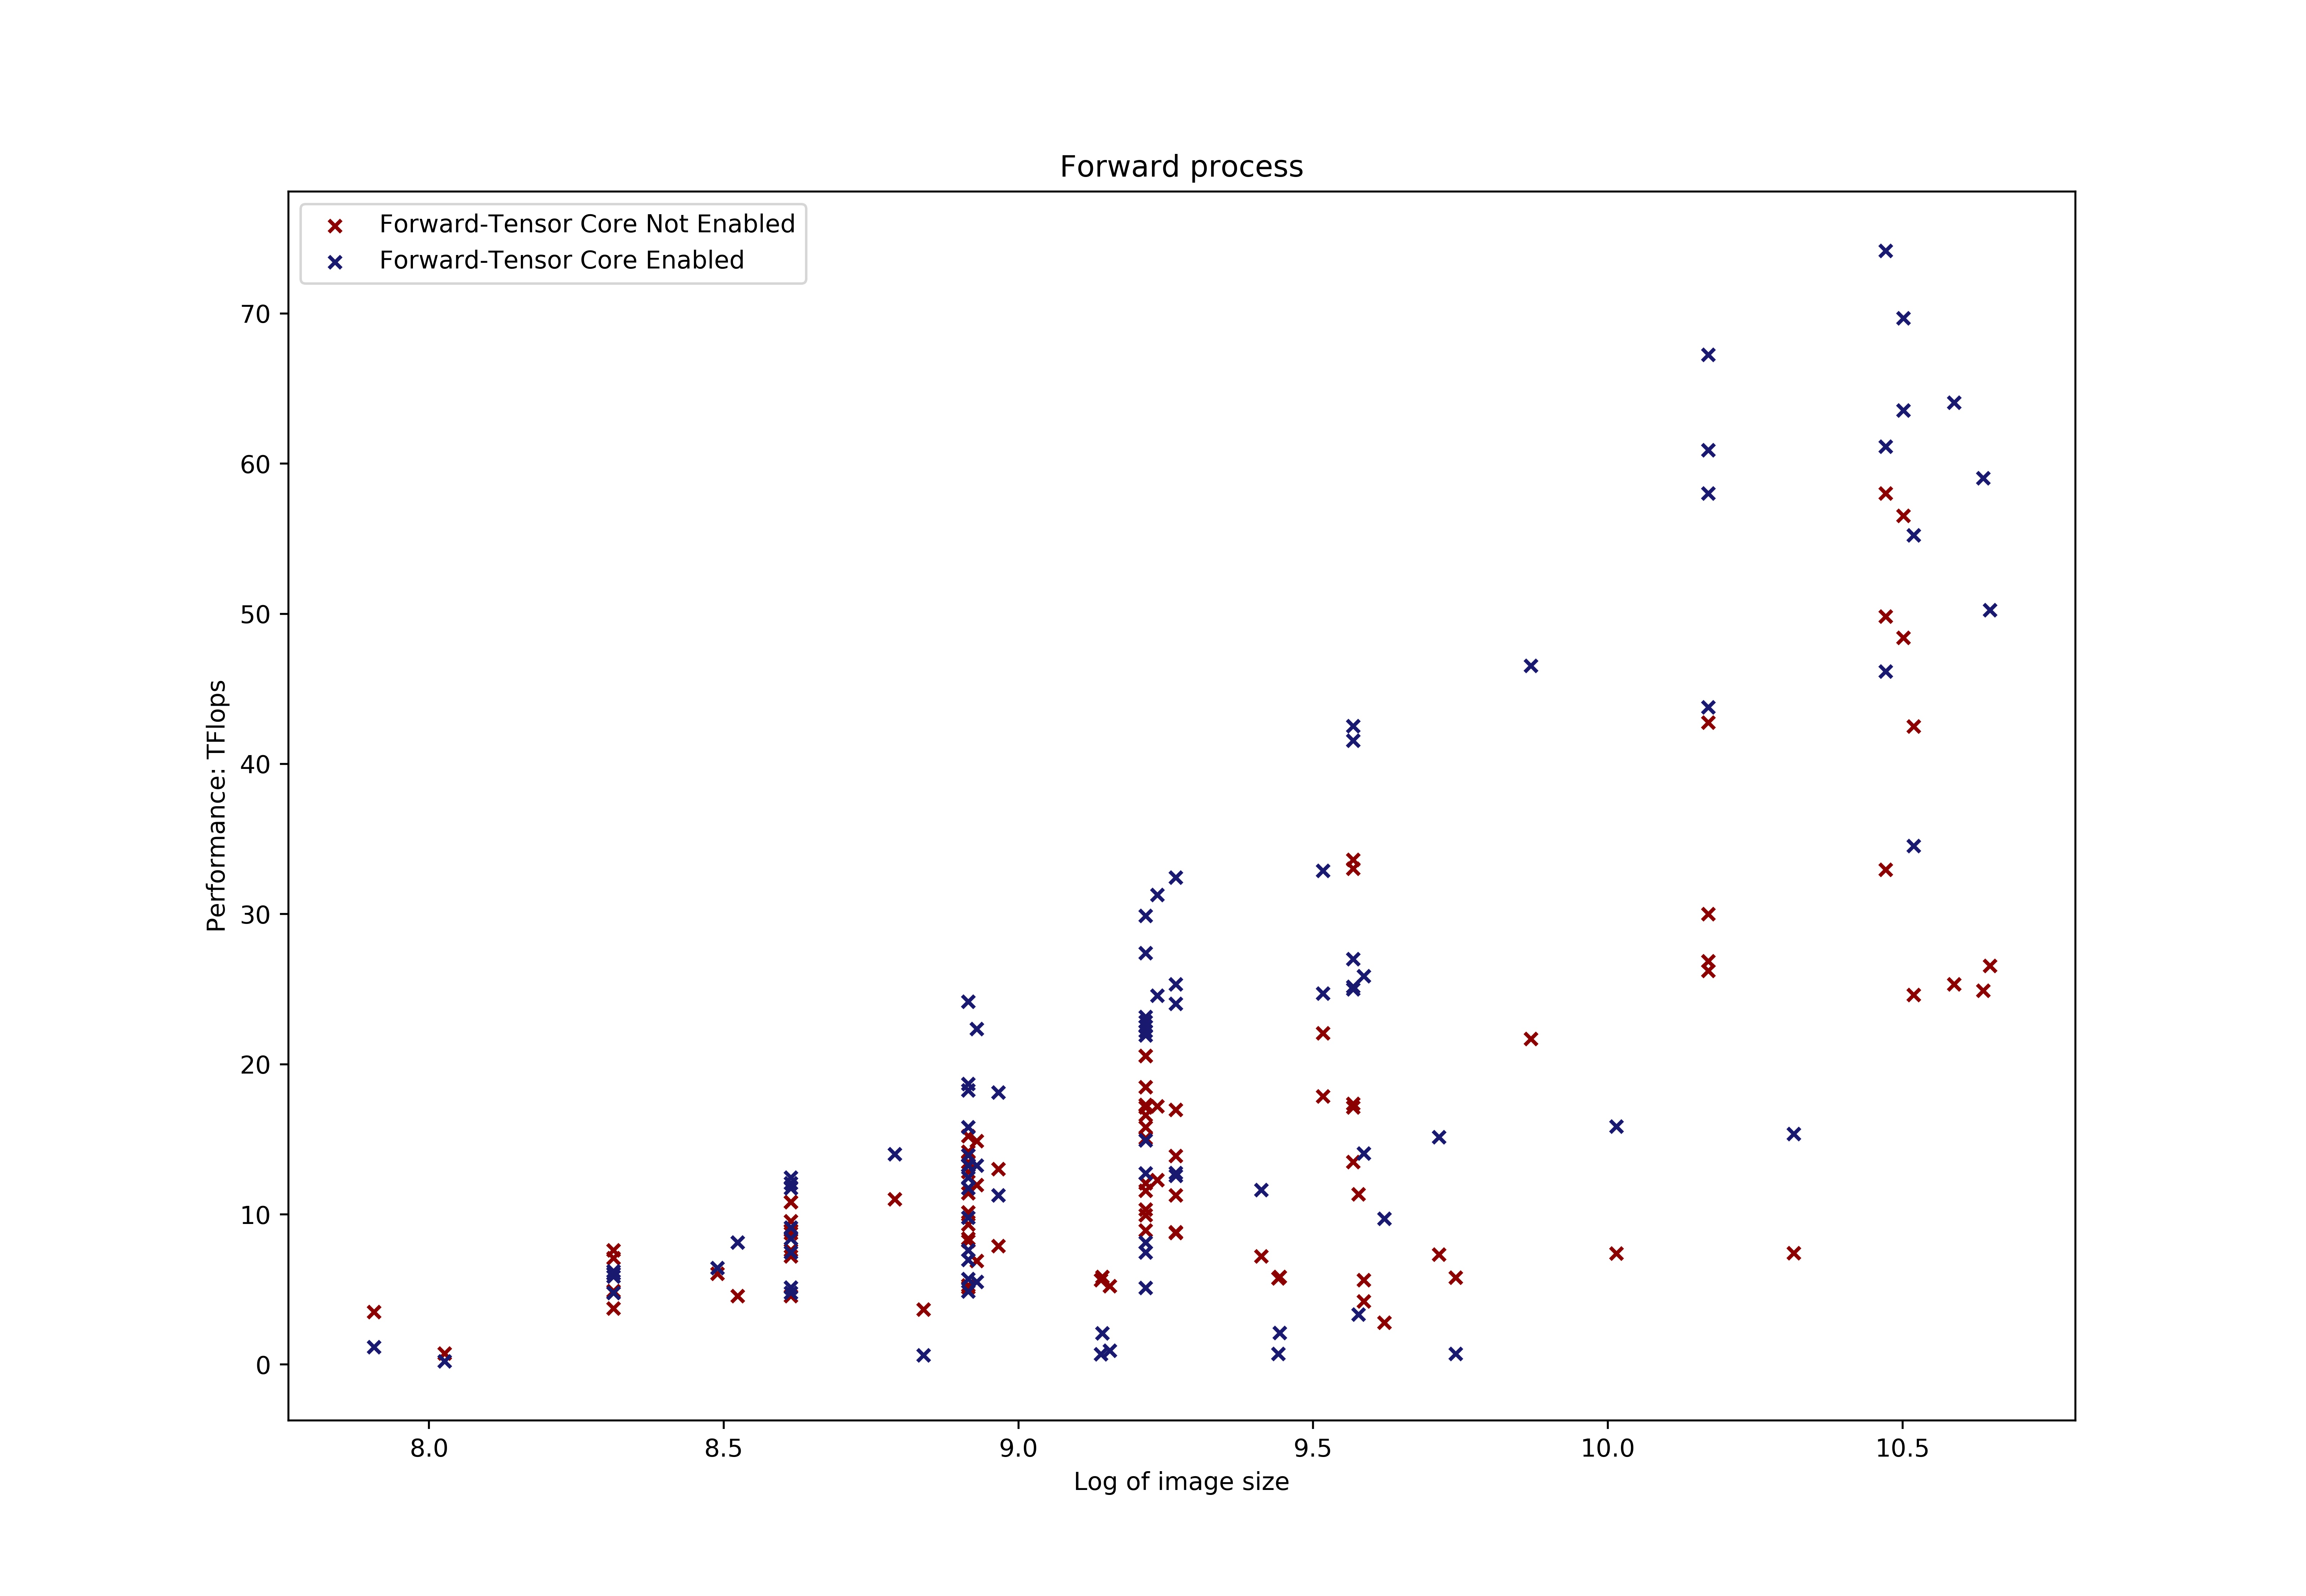 Forward process
Forward-Tensor Core Not Enabled
Forward-Tensor Core Enabled
Performance: TFlops
70
60
50
40
30
20
10
0
8.0 8.5 9.0 9.5 10.0 10.5
Log of image size